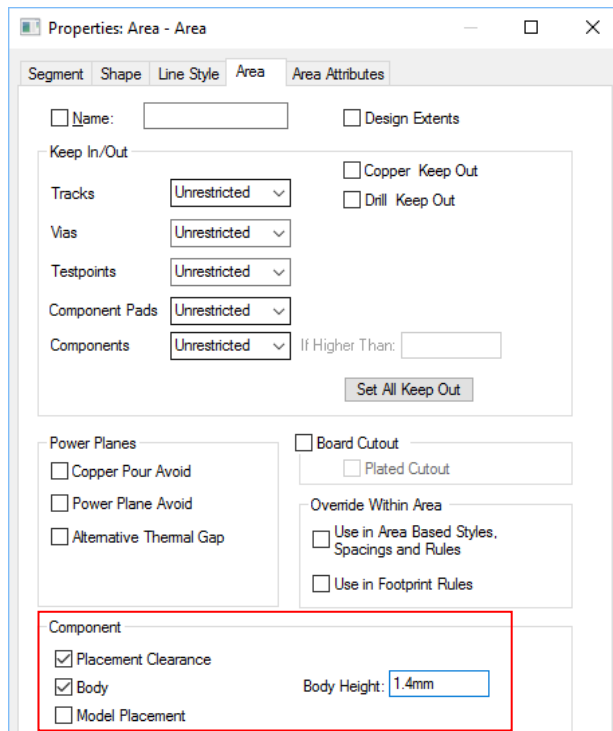 Properties: Area - Area
Segment Shape Line Style Area Area Attributes
Name: Design Extents
Keep In/Out
Copper Keep Out
Tracks Unrestricted Drill Keep Out
Vias Unrestricted
Testpoints Unrestricted
Component Pads Unrestricted
Components Unrestricted If Higher Than:
Set All Keep Out
Power Planes Board Cutout
Copper Pour Avoid Plated Cutout
Power Plane Avoid Override Within Area
Alternative Thermal Gap Use in Area Based Styles,
Spacings and Rules
Use in Footprint Rules
Component
Placement Clearance
Body Body Height: 1.4mm
Model Placement